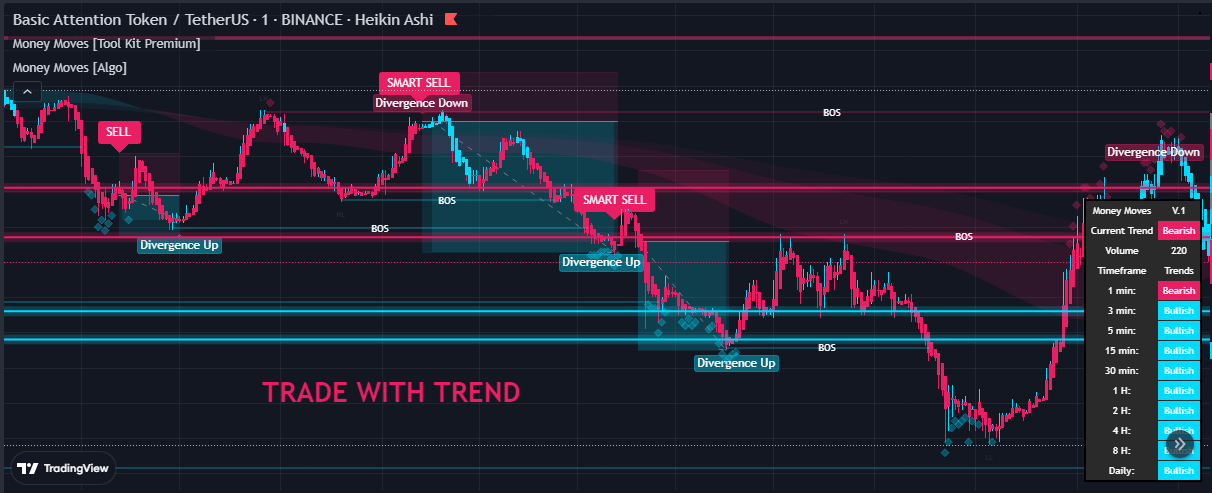 Basic Attention Token / TetherUS · 1 · BINANCE · Heikin Ashi
Money Moves [Tool Kit Premium]
Money Moves [Algo]
SMART SELL
Divergence Down
BOS
SELL
Divergence Down
SMART SELL
BOS
BOS
BOS
Divergence Up
Divergence Up
BOS
Divergence Up
TRADE WITH TREND
Money Moves V.1
Current Trend Bearish
Volume 220
Timeframe Trends
1 min: Bearish
3 min: Bullish
5 min: Bullish
15 min: Bullish
30 min: Bullish
1 H: Bullish
2 H: Bullish
4 H: Bullish
8 H:
Daily: Bullish
TradingView